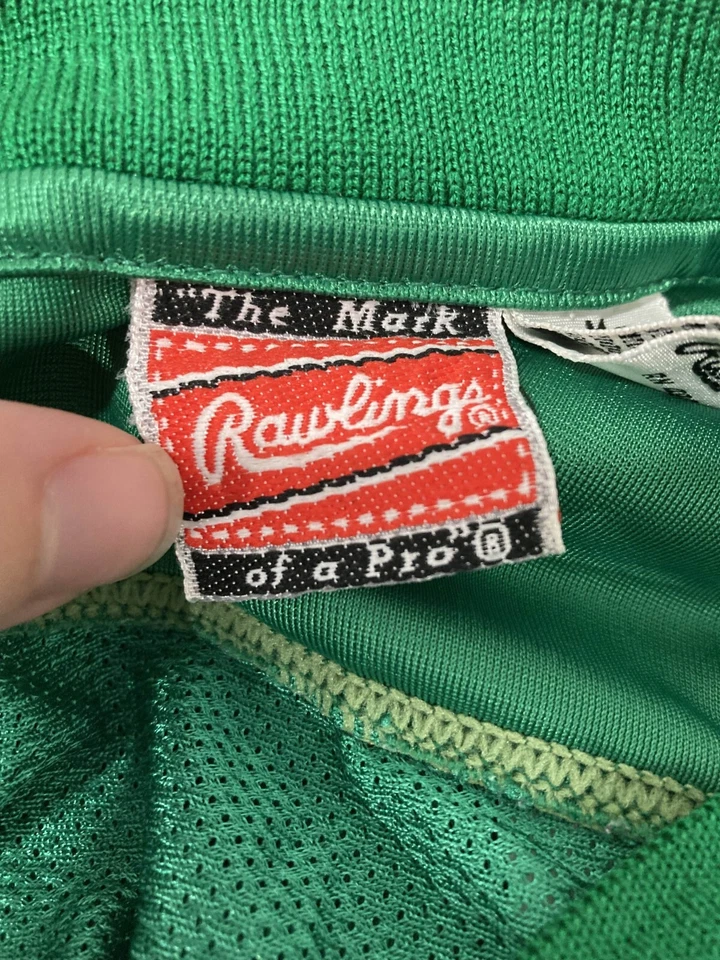 "The Mark
Rawlings®
of a Pro"®